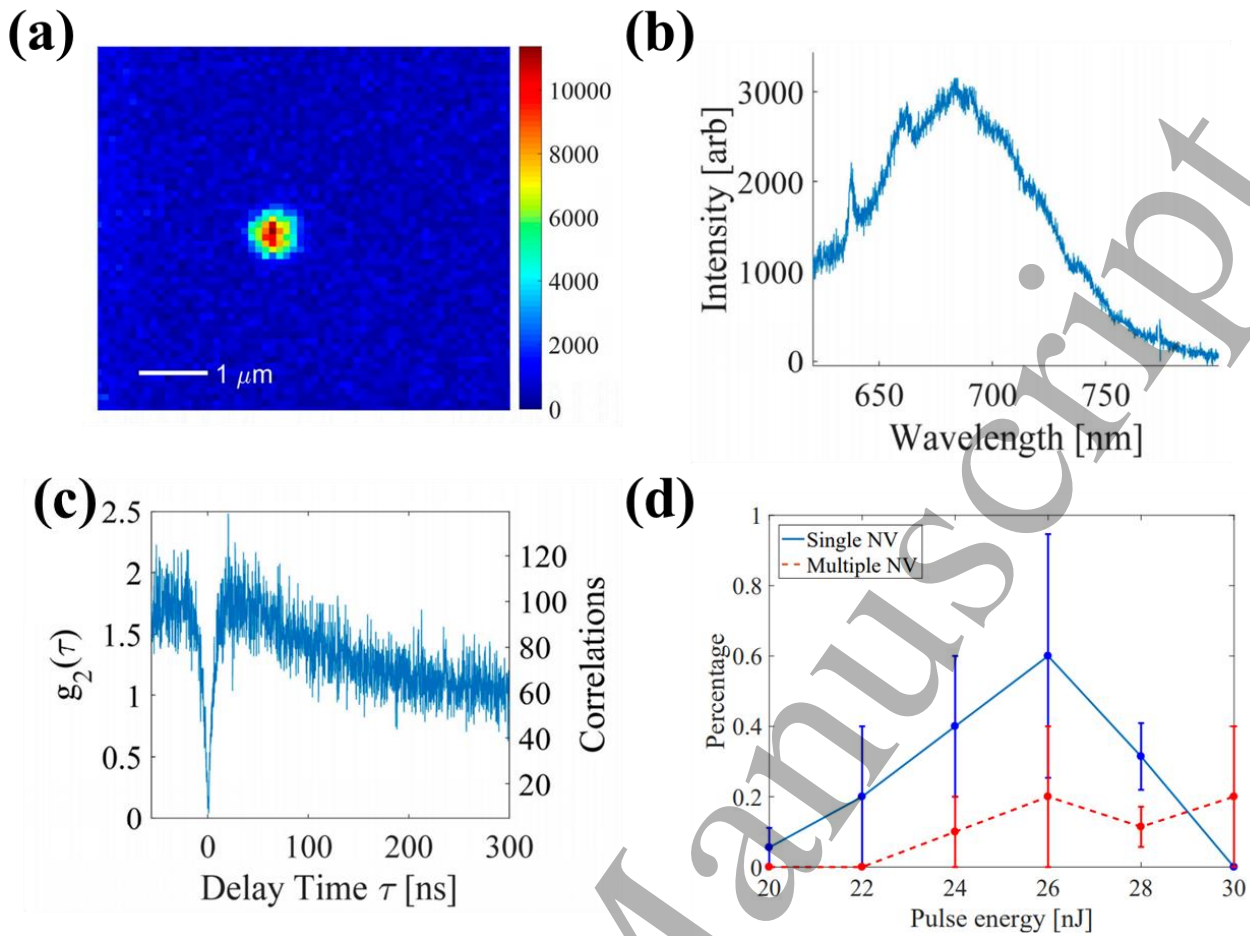 (a)
10000
8000
6000
4000
2000
0
1 μm
(b)
3000
2000
1000
0
Intensity [arb]
650
700
750
Wavelength [nm]
(c)
2.5
2
1.5
1
0.5
0
g2(τ)
120
100
80
60
40
20
Correlations
0
100
200
300
Delay Time τ [ns]
(d)
1
0.8
0.6
0.4
0.2
0
Percentage
Single NV
Multiple NV
20
22
24
26
28
30
Pulse energy [nJ]
Manuscript